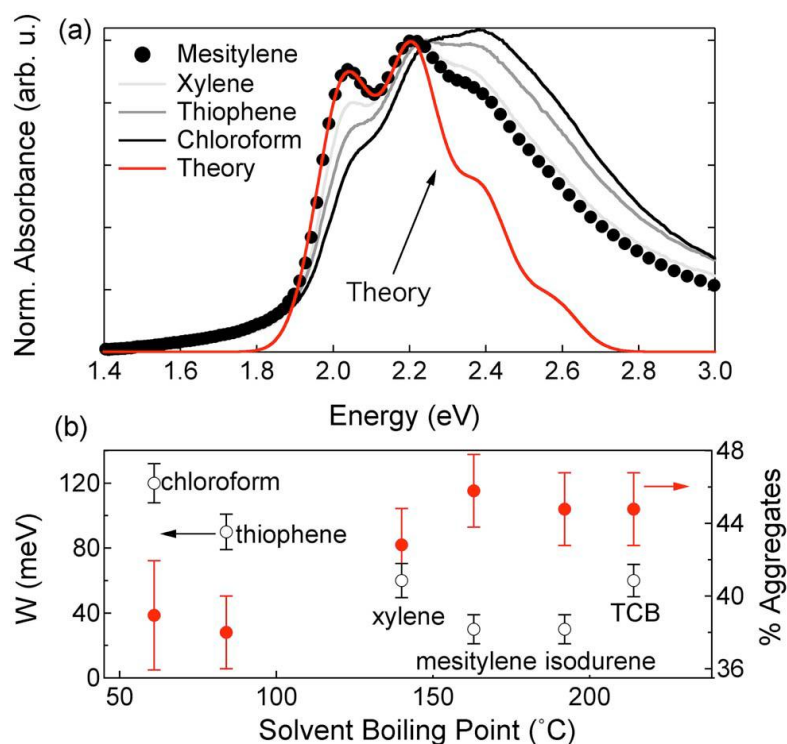 (a)
Norm. Absorbance (arb. u.)
Mesitylene
Xylene
Thiophene
Chloroform
Theory
Theory
1.4 1.6 1.8 2.0 2.2 2.4 2.6 2.8 3.0
Energy (eV)
(b)
W (meV)
120
80
40
0
chloroform
thiophene
xylene
mesitylene
isodurene
TCB
48
44
40
36
% Aggregates
50 100 150 200
Solvent Boiling Point (˚C)